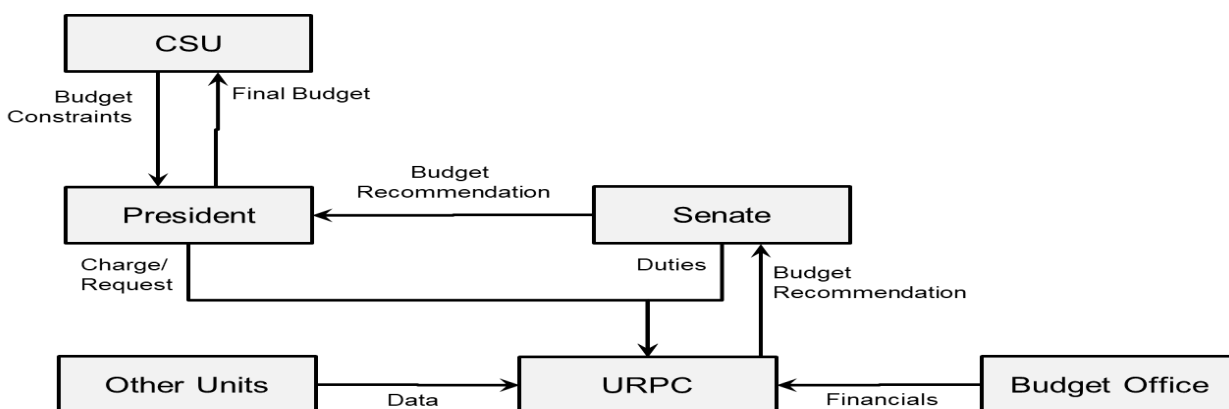 CSU
Budget
Constraints
Final Budget
Budget
Recommendation
President
Senate
Charge/
Request
Duties
Budget
Recommendation
Other Units
Data
URPC
Financials
Budget Office